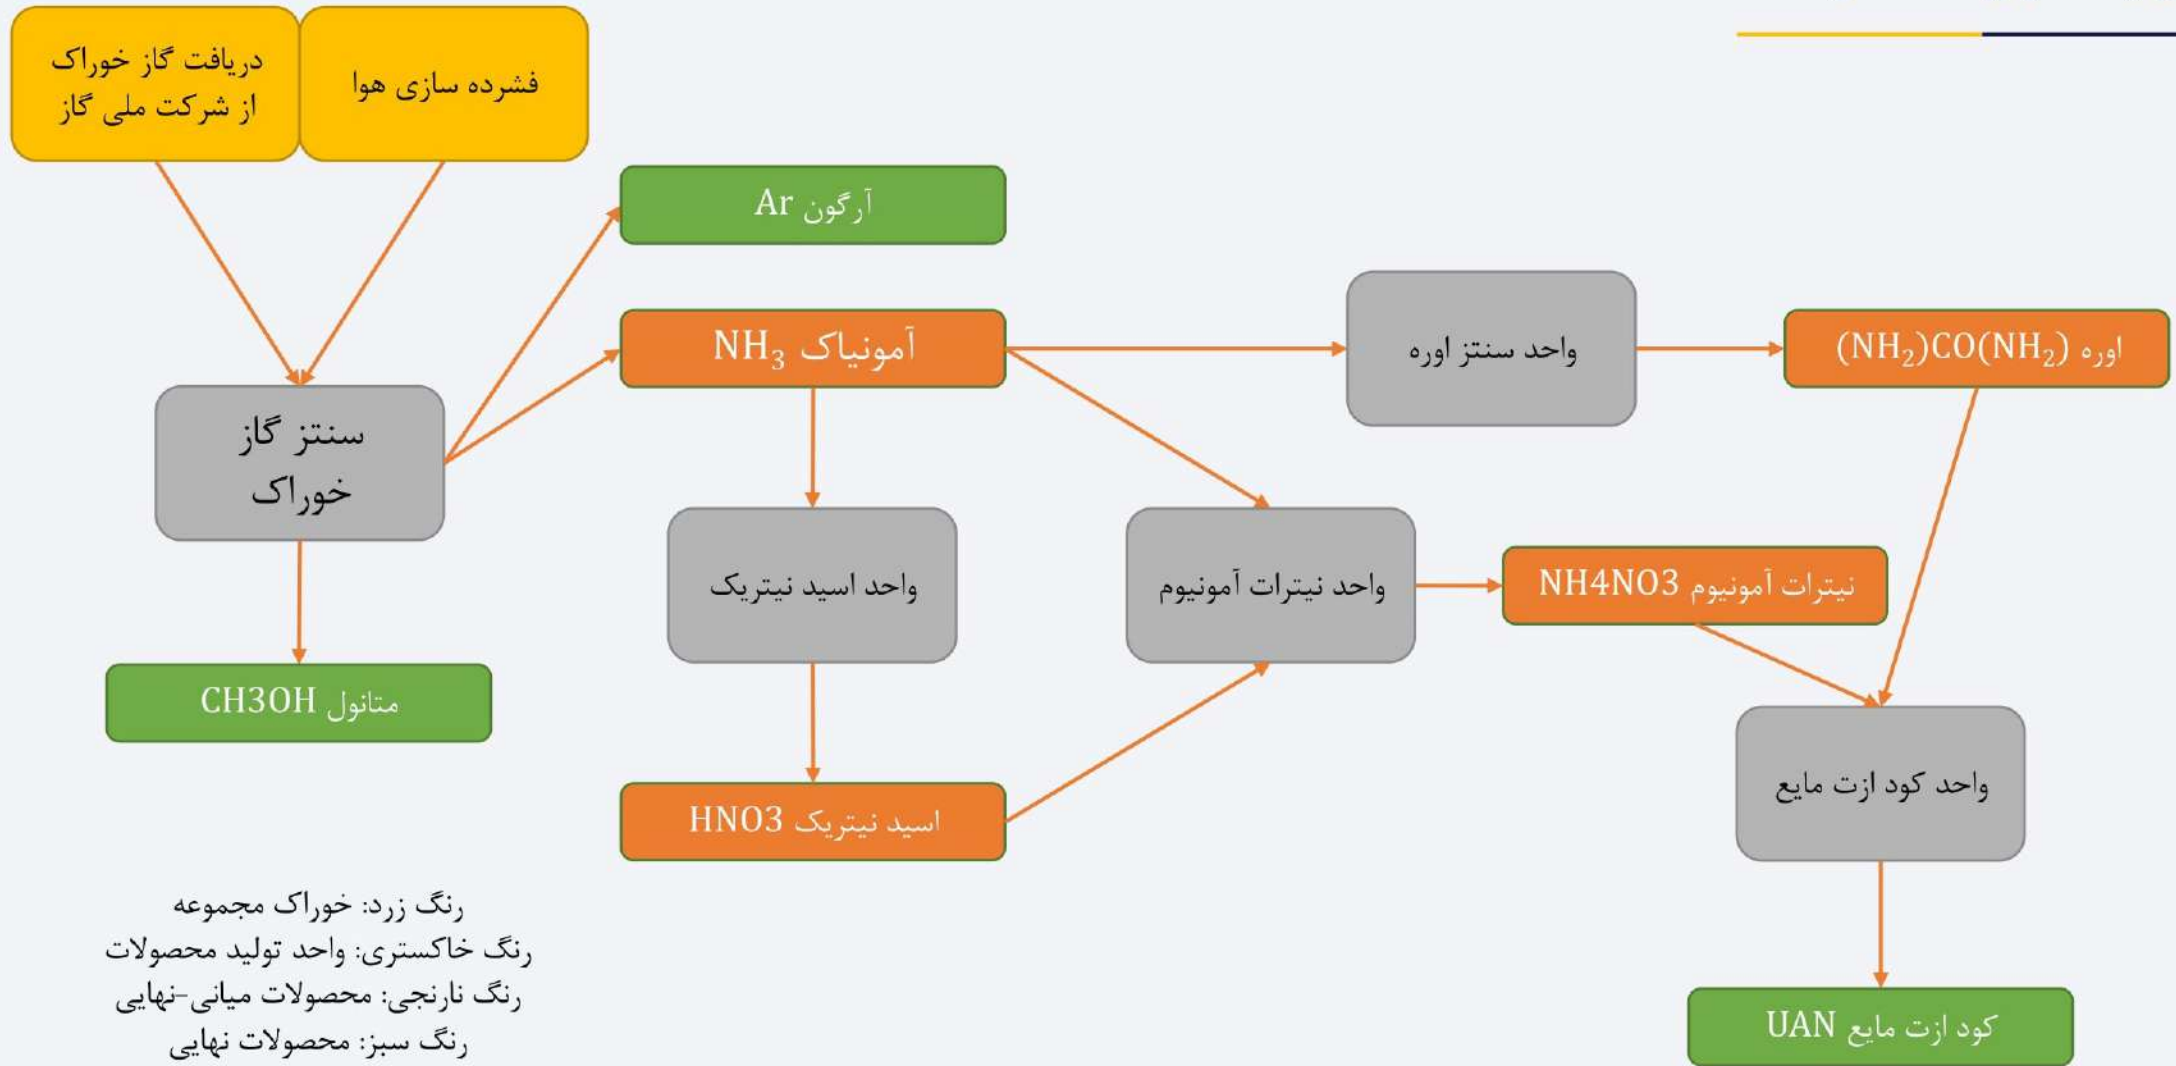 دریافت گاز خوراک
از شرکت ملی گاز
فشرده سازی هوا
آرگون Ar
آمونیاک NH₃
واحد سنتز اوره
اوره (NH₂)CO(NH₂)
سنتز گاز
خوراک
واحد اسید نیتریک
واحد نیترات آمونیوم
نیترات آمونیوم NH4NO3
متانول CH3OH
اسید نیتریک HNO3
واحد کود ازت مایع
کود ازت مایع UAN
رنگ زرد: خوراک مجموعه
رنگ خاکستری: واحد تولید محصولات
رنگ نارنجی: محصولات میانی-نهایی
رنگ سبز: محصولات نهایی